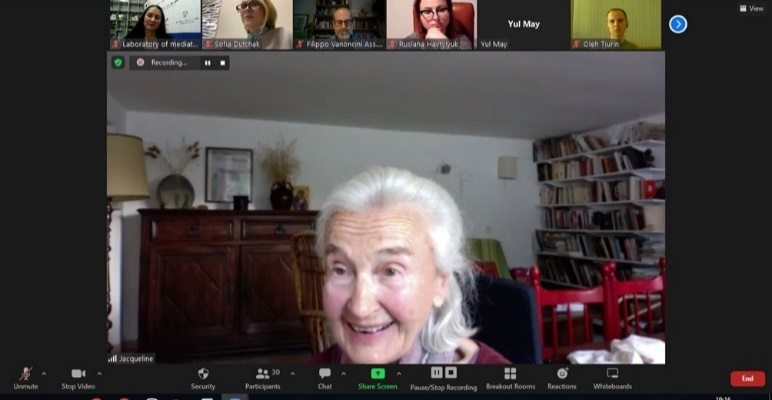 Laboratory of mediat...
Sofia Dutchak
Filippo Vanoncini Ass...
Ruslana Havrylyuk
Yul May
Yul May
Oleh Tiurin
View
Recording...
Jacqueline
Unmute
Stop Video
Security
30
Participants
Chat
Share Screen
Pause/Stop Recording
Breakout Rooms
Reactions
Whiteboards
End